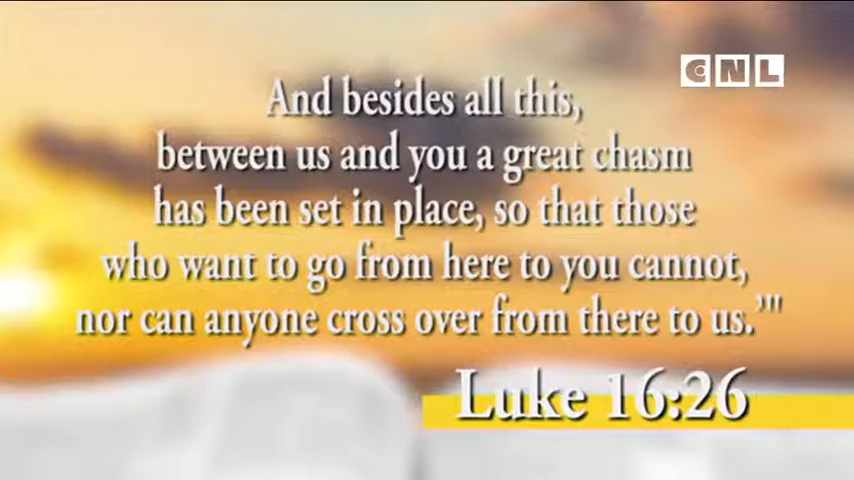 CNL
And besides all this,
between us and you a great chasm
has been set in place, so that those
who want to go from here to you cannot,
nor can anyone cross over from there to us.'"
Luke 16:26